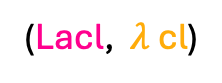 (Lacl, λ cl)